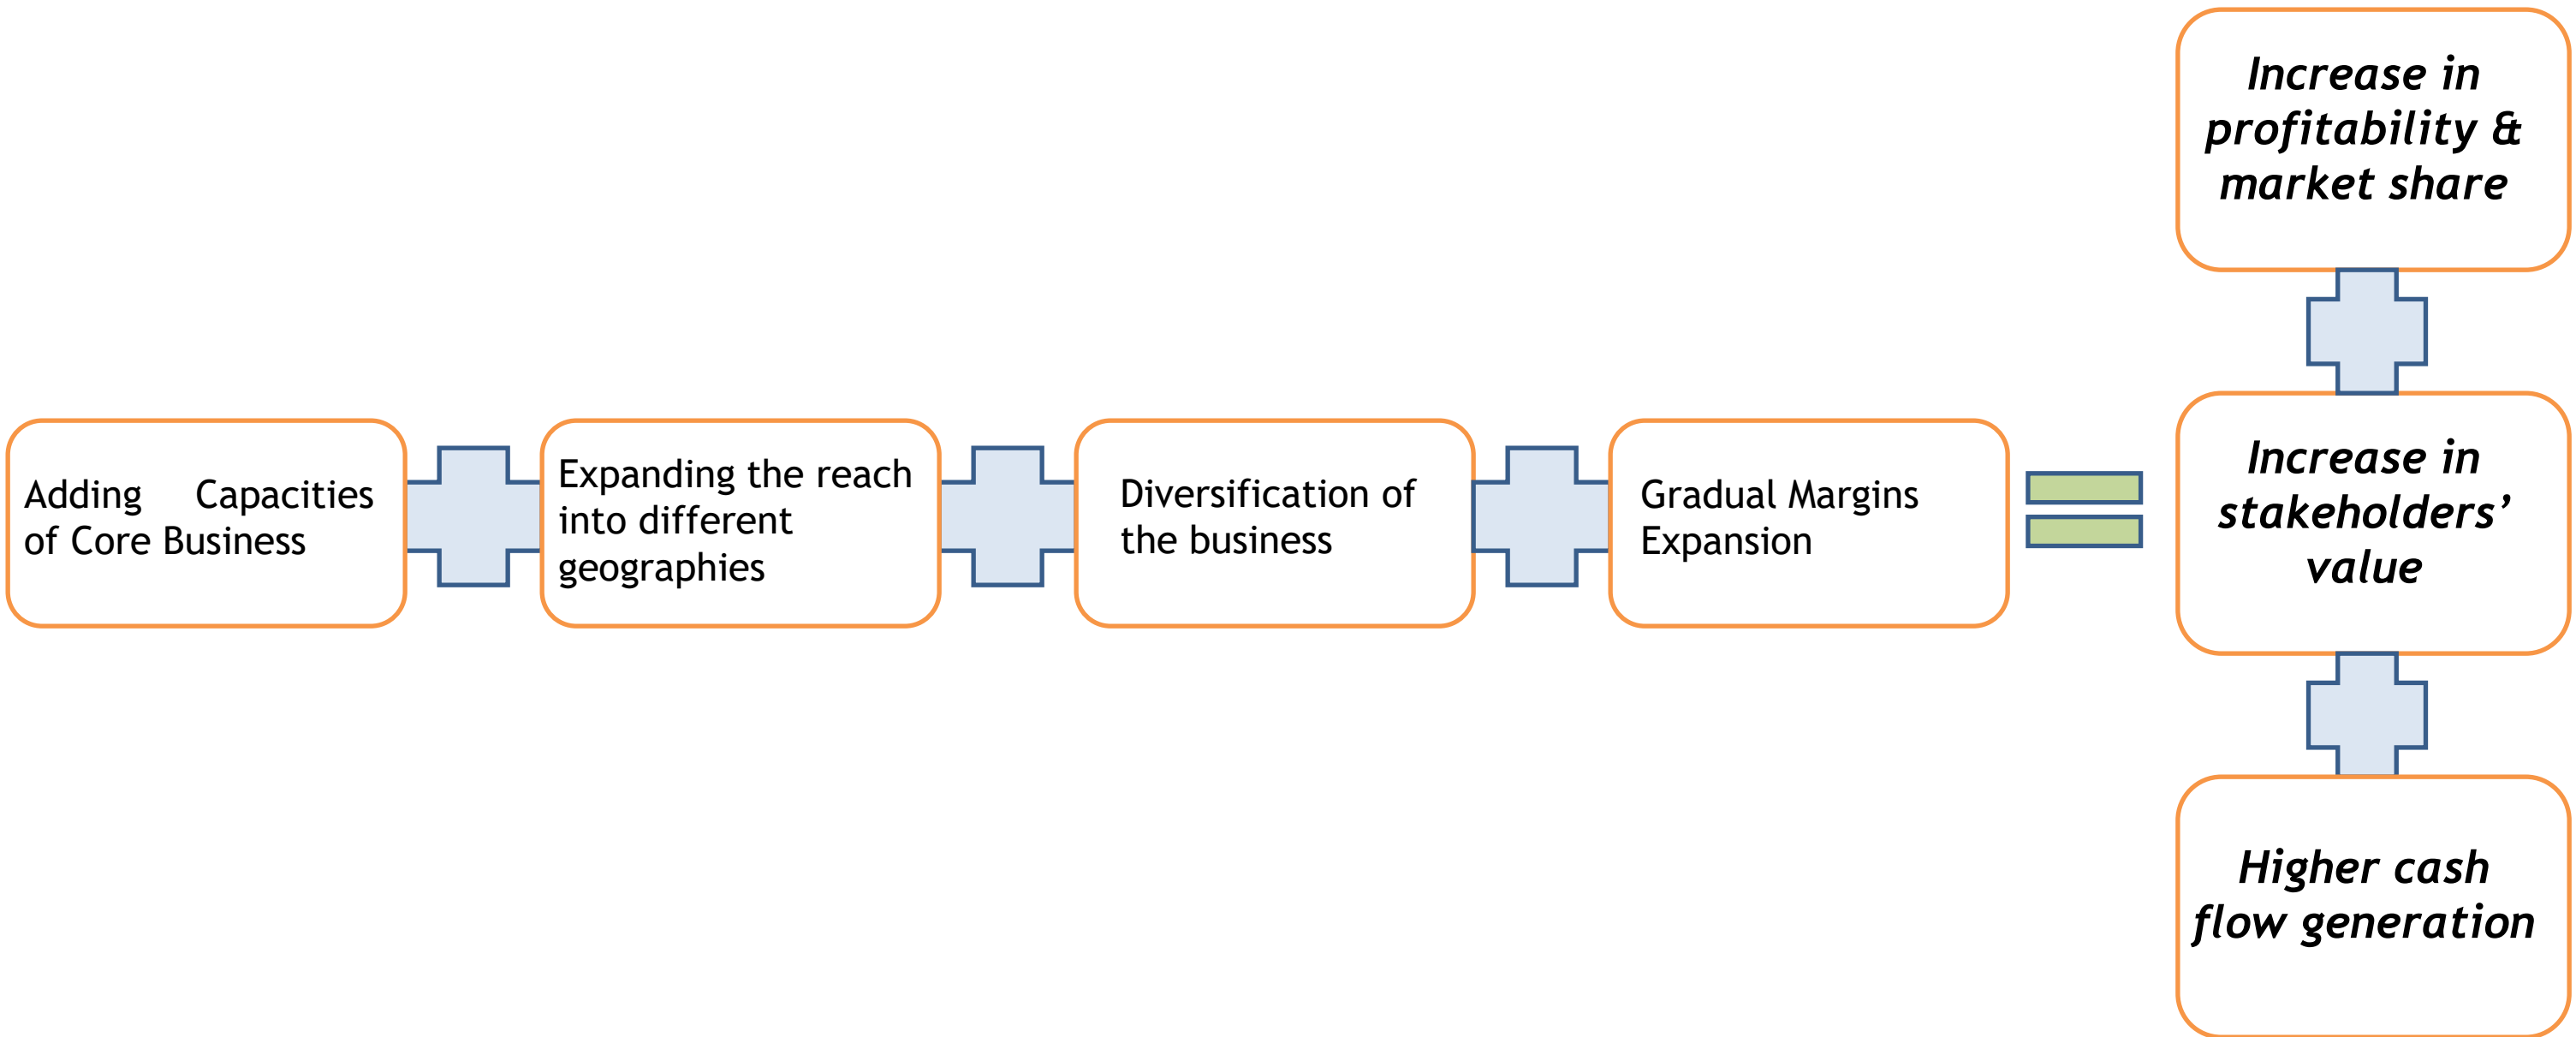 Adding Capacities
of Core Business
Expanding the reach
into different
geographies
Diversification of
the business
Gradual Margins
Expansion
Increase in
profitability &
market share
Increase in
stakeholders’
value
Higher cash
flow generation